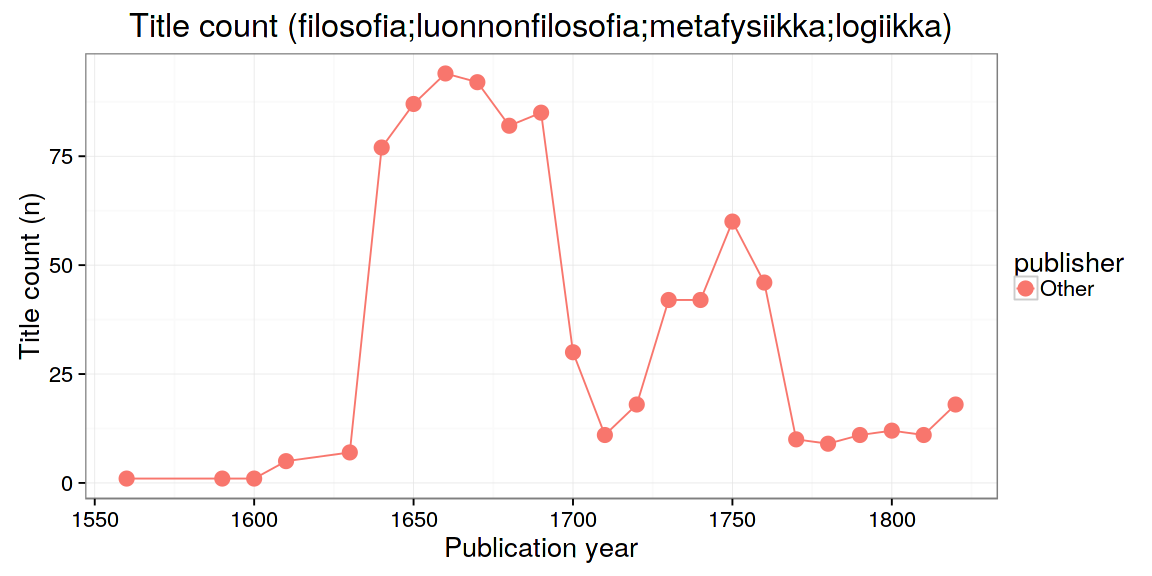 Title count (filosofia;luonnonfilosofia;metafysiikka;logiikka)
Title count (n)
75
50
25
0
1550
1600
1650
1700
1750
1800
Publication year
publisher
Other